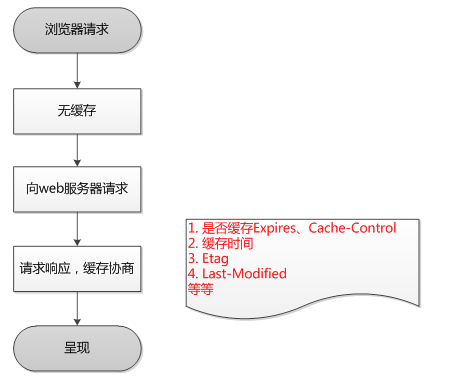 浏览器请求
无缓存
向web服务器请求
请求响应，缓存协商
呈现
1. 是否缓存Expires、Cache-Control
2. 缓存时间
3. Etag
4. Last-Modified
等等